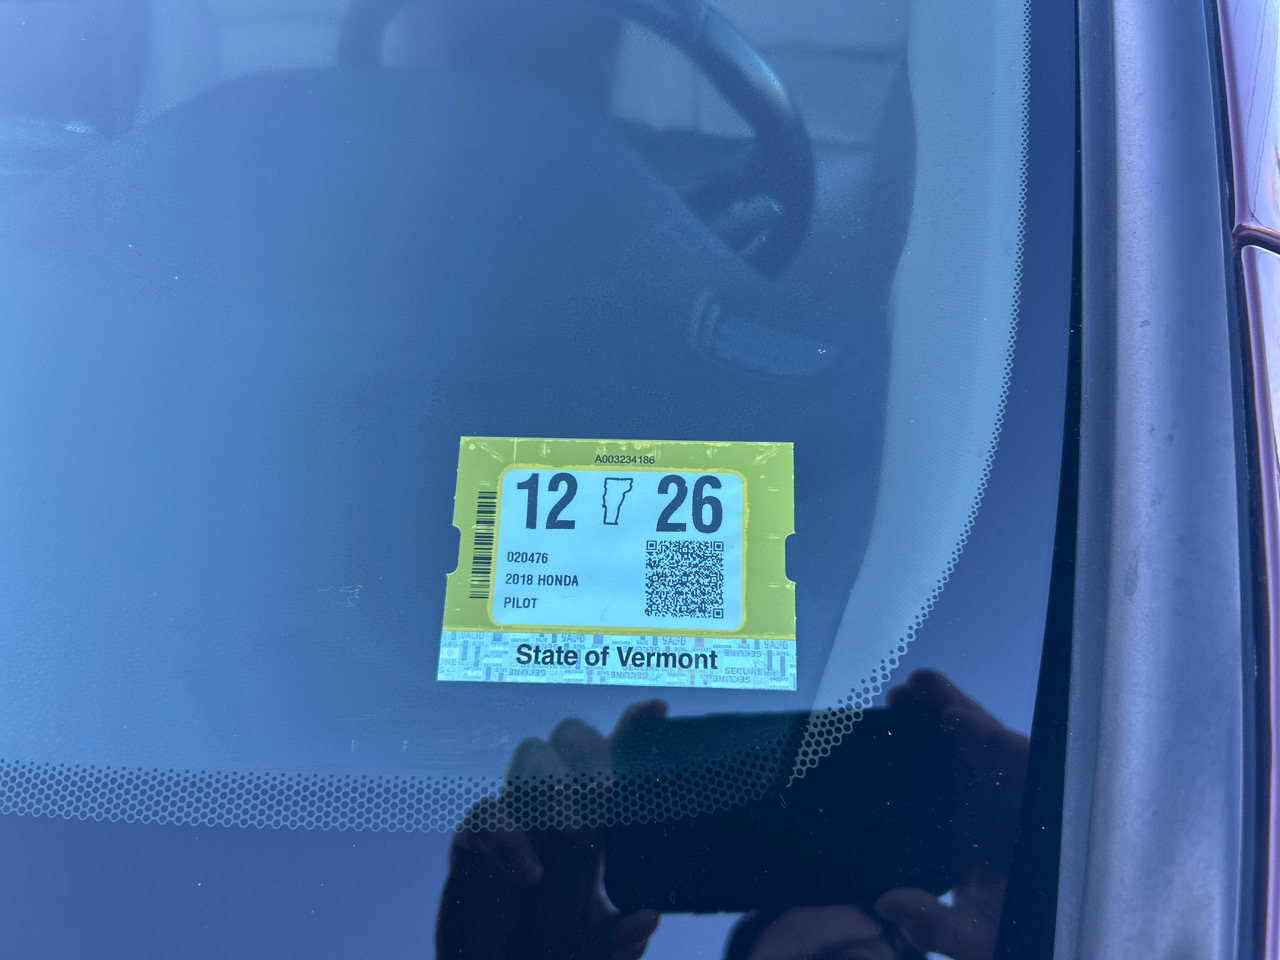 A003234186
12 26
020476
2018 HONDA
PILOT
State of Vermont